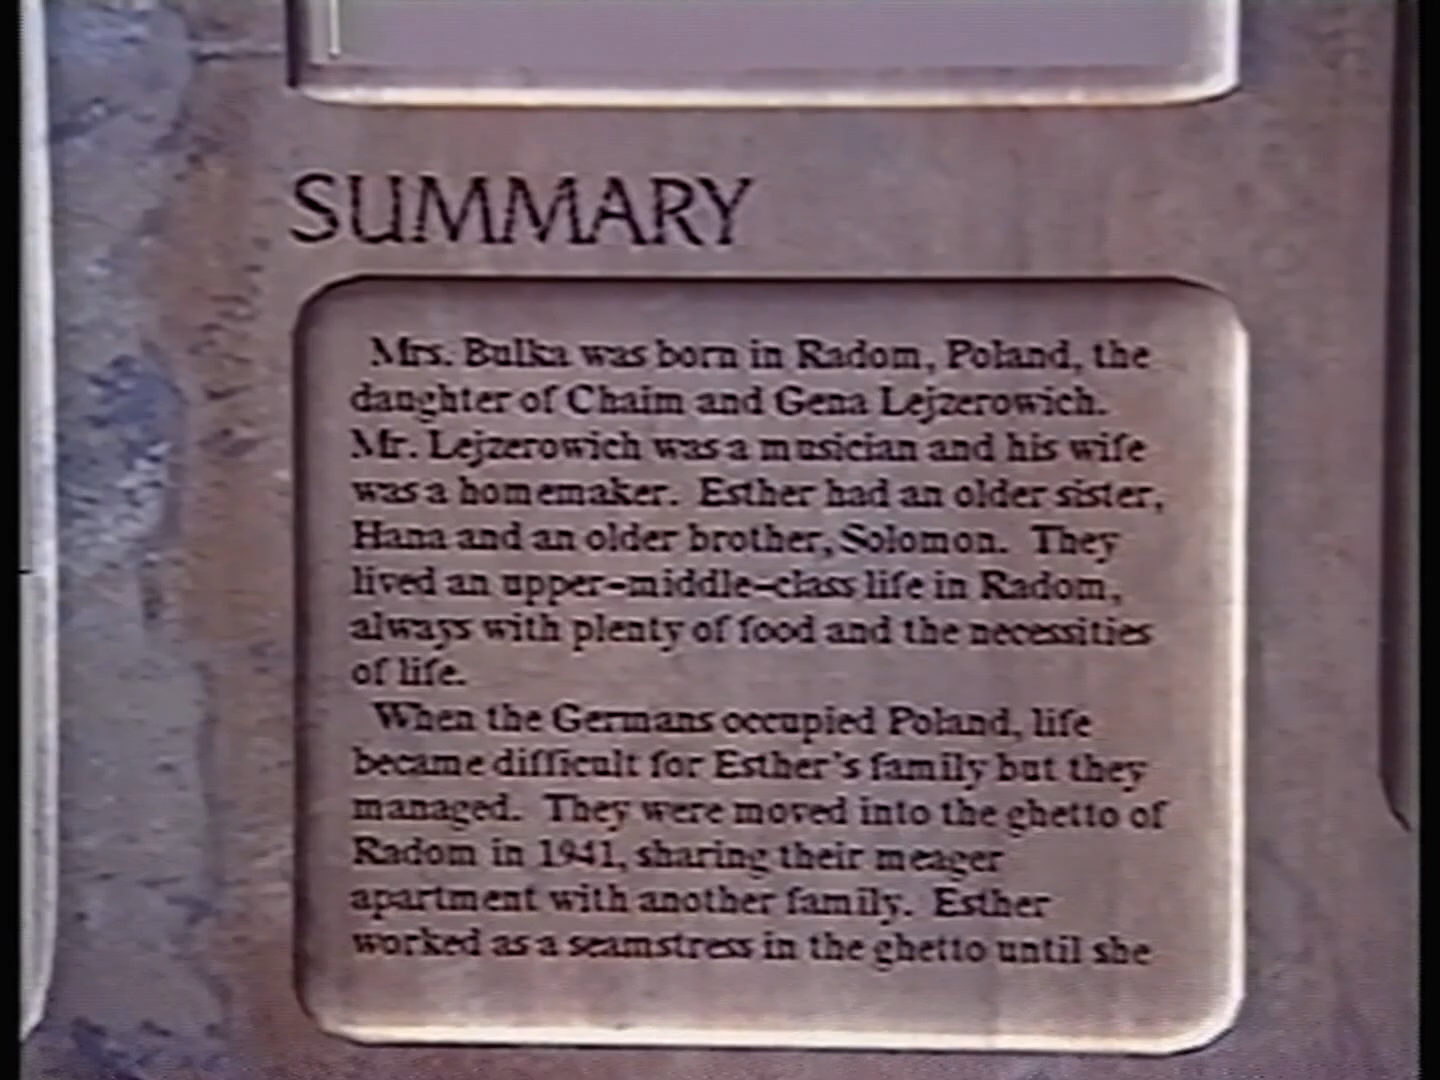 SUMMARY
Mrs. Bulka was born in Radom, Poland, the
daughter of Chaim and Gena Lejzerowich.
Mr. Lejzerowich was a musician and his wife
was a homemaker. Esther had an older sister,
Hana and an older brother, Solomon. They
lived an upper-middle-class life in Radom,
always with plenty of food and the necessities
of life.
When the Germans occupied Poland, life
became difficult for Esther's family but they
managed. They were moved into the ghetto of
Radom in 1941, sharing their meager
apartment with another family. Esther
worked as a seamstress in the ghetto until she